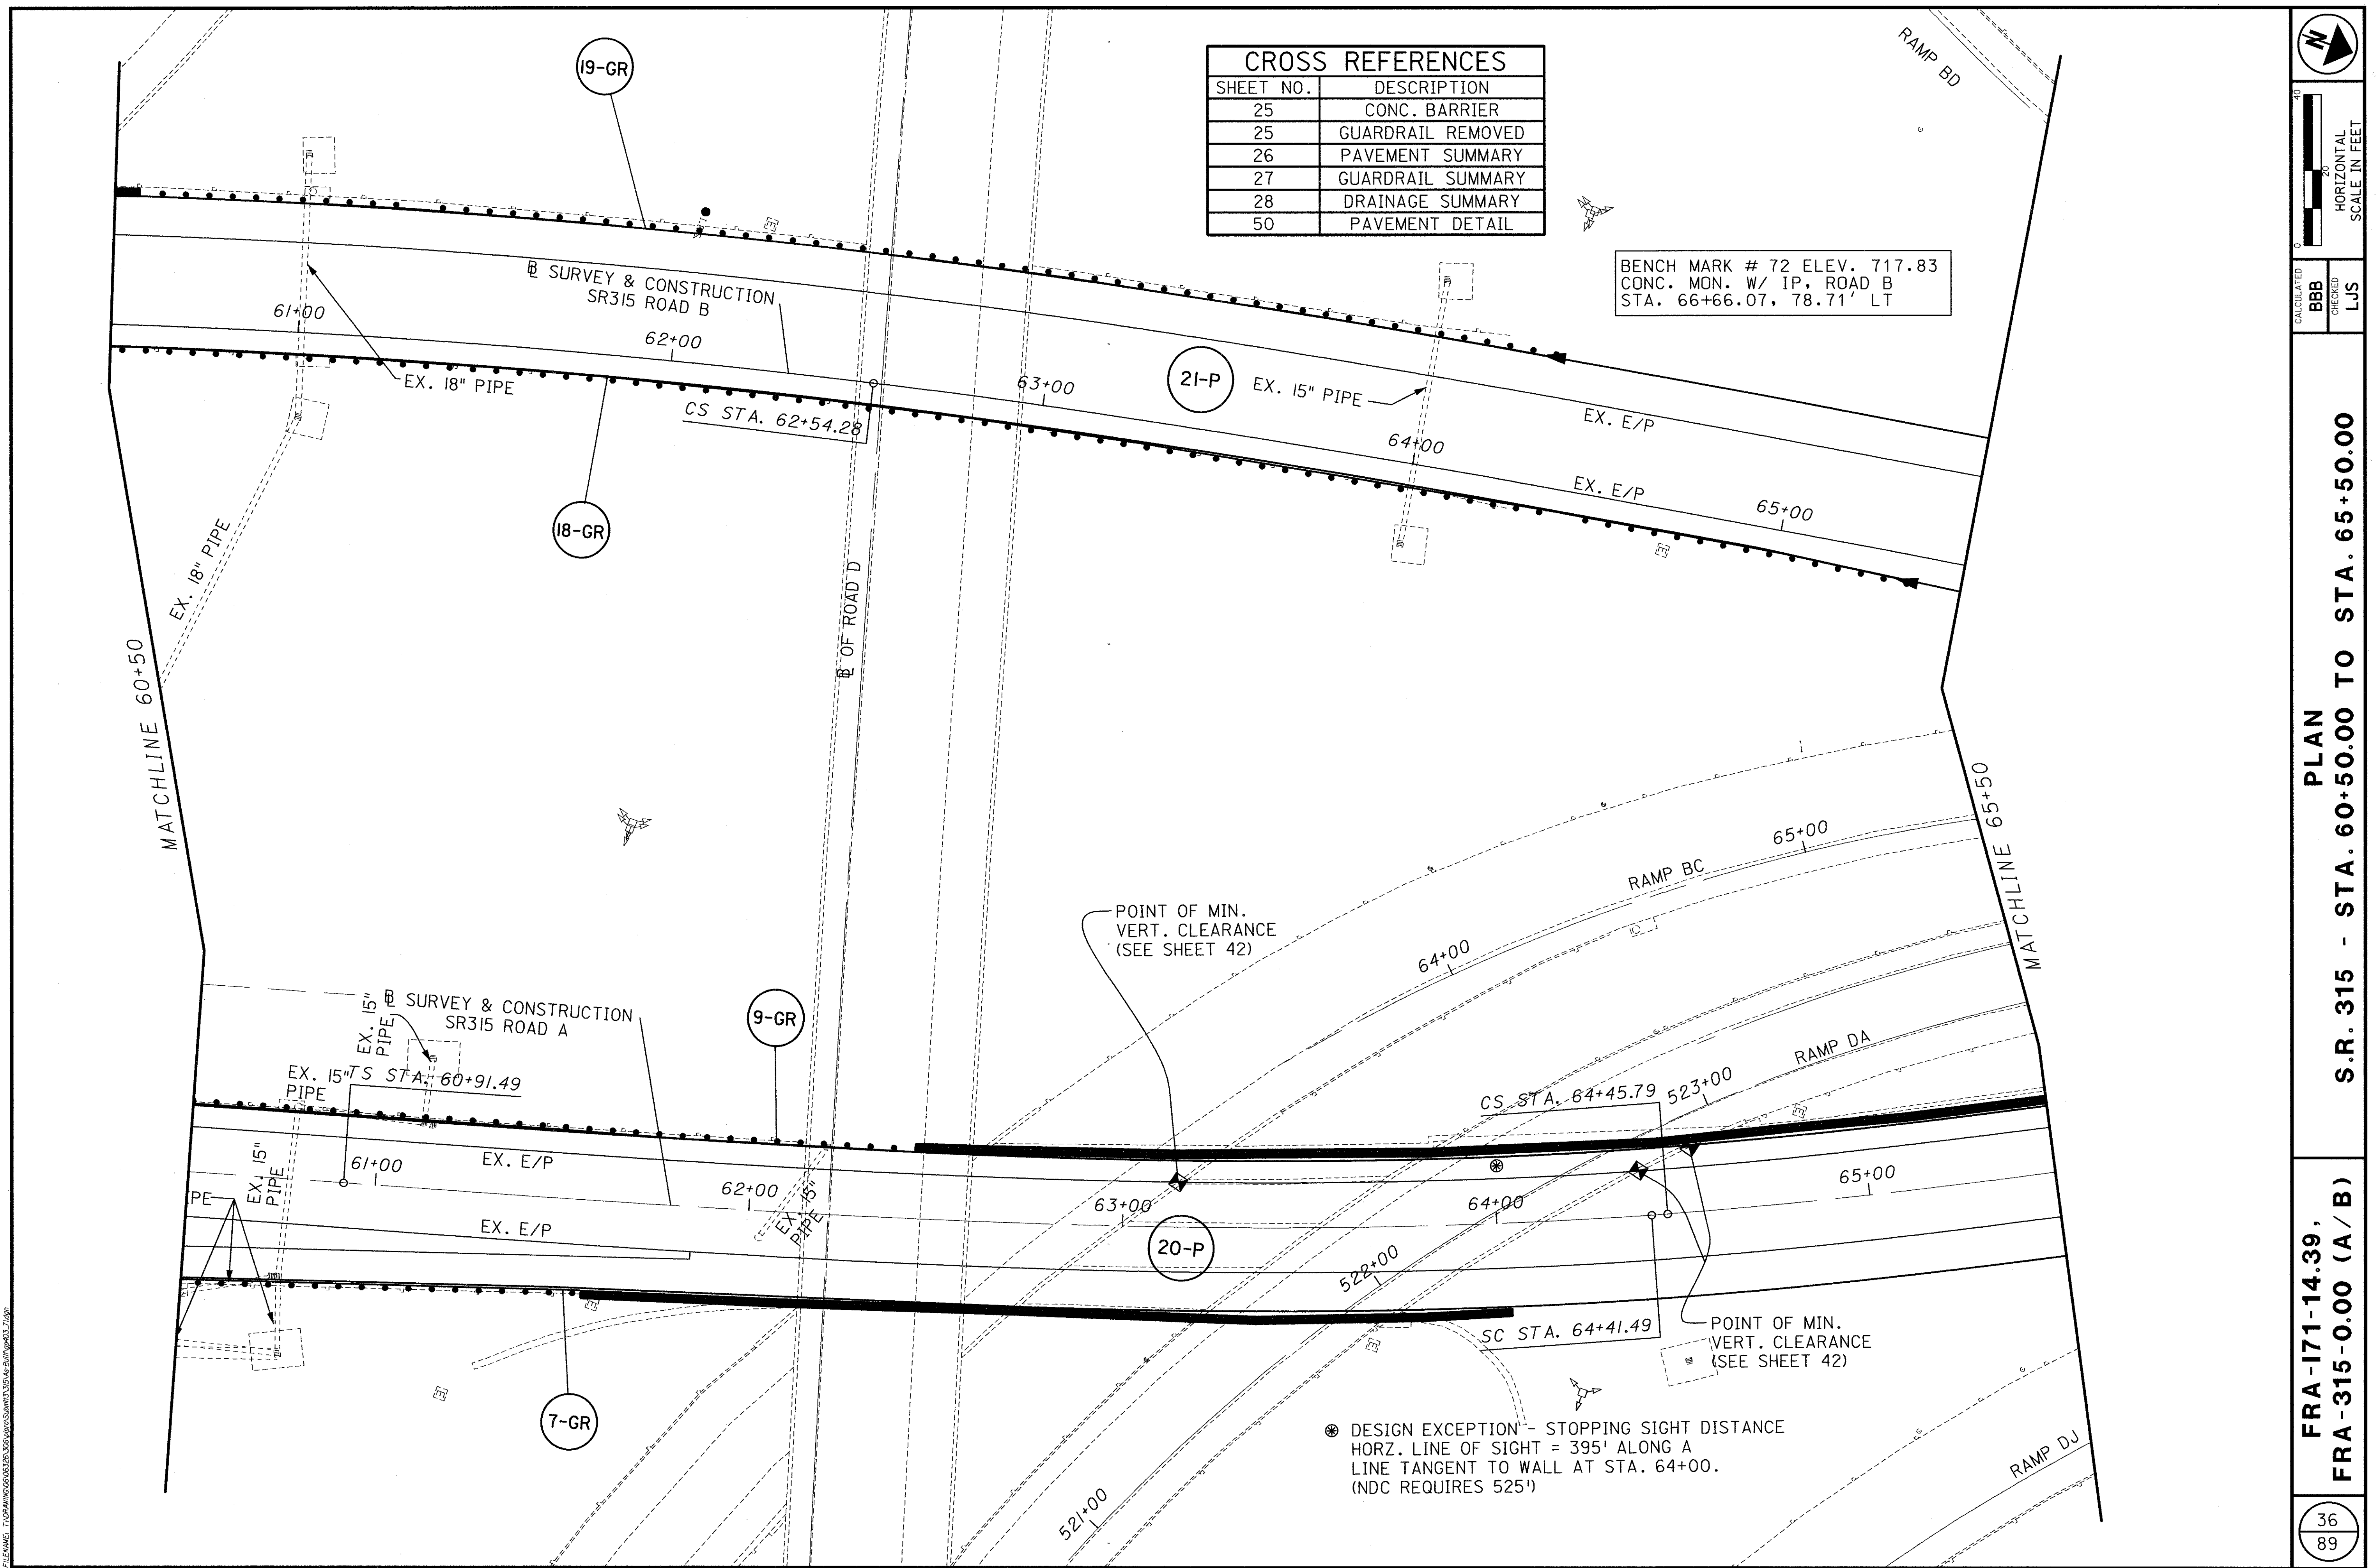 19-GR
CROSS REFERENCES
SHEET NO. DESCRIPTION
25 CONC. BARRIER
25 GUARDRAIL REMOVED
26 PAVEMENT SUMMARY
27 GUARDRAIL SUMMARY
28 DRAINAGE SUMMARY
50 PAVEMENT DETAIL
RAMP BD
BENCH MARK # 72 ELEV. 717.83
CONC. MON. W/ IP, ROAD B
STA. 66+66.07, 78.71' LT
BL SURVEY & CONSTRUCTION
SR315 ROAD B
61+00
62+00
63+00
64+00
65+00
EX. 18" PIPE
CS STA. 62+54.28
21-P
EX. 15" PIPE
EX. E/P
EX. E/P
18-GR
EX. 18" PIPE
BL OF ROAD D
MATCHLINE 60+50
MATCHLINE 65+50
65+00
RAMP BC
64+00
POINT OF MIN.
VERT. CLEARANCE
(SEE SHEET 42)
BL SURVEY & CONSTRUCTION
SR315 ROAD A
EX. 15"
PIPE
9-GR
EX. 15"
PIPE
TS STA. 60+91.49
RAMP DA
CS STA. 64+45.79
523+00
EX. E/P
61+00
62+00
63+00
64+00
65+00
EX. 15"
PIPE
PE
EX. 15"
PIPE
EX. E/P
20-P
522+00
SC STA. 64+41.49
POINT OF MIN.
VERT. CLEARANCE
(SEE SHEET 42)
7-GR
DESIGN EXCEPTION - STOPPING SIGHT DISTANCE
HORZ. LINE OF SIGHT = 395' ALONG A
LINE TANGENT TO WALL AT STA. 64+00.
(NDC REQUIRES 525')
521+00
RAMP DJ
N
0 20 40
HORIZONTAL
SCALE IN FEET
CALCULATED
BBB
CHECKED
LJS
PLAN
S.R. 315 - STA. 60+50.00 TO STA. 65+50.00
FRA-I71-14.39,
FRA-315-0.00 (A/B)
36
89